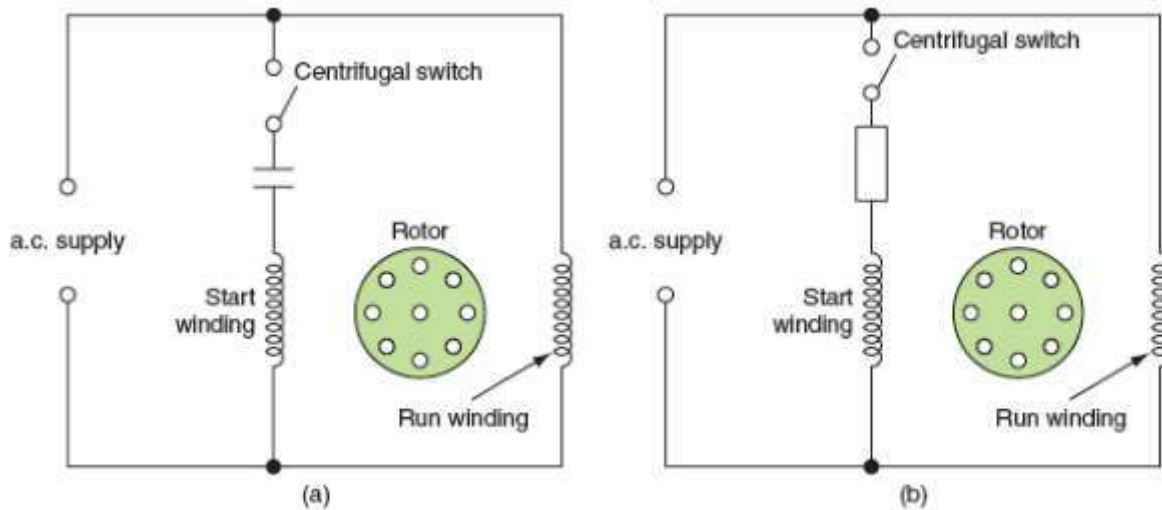 Centrifugal switch
a.c. supply
Rotor
Start
winding
Run winding
(a)
Centrifugal switch
a.c. supply
Rotor
Start
winding
Run winding
(b)